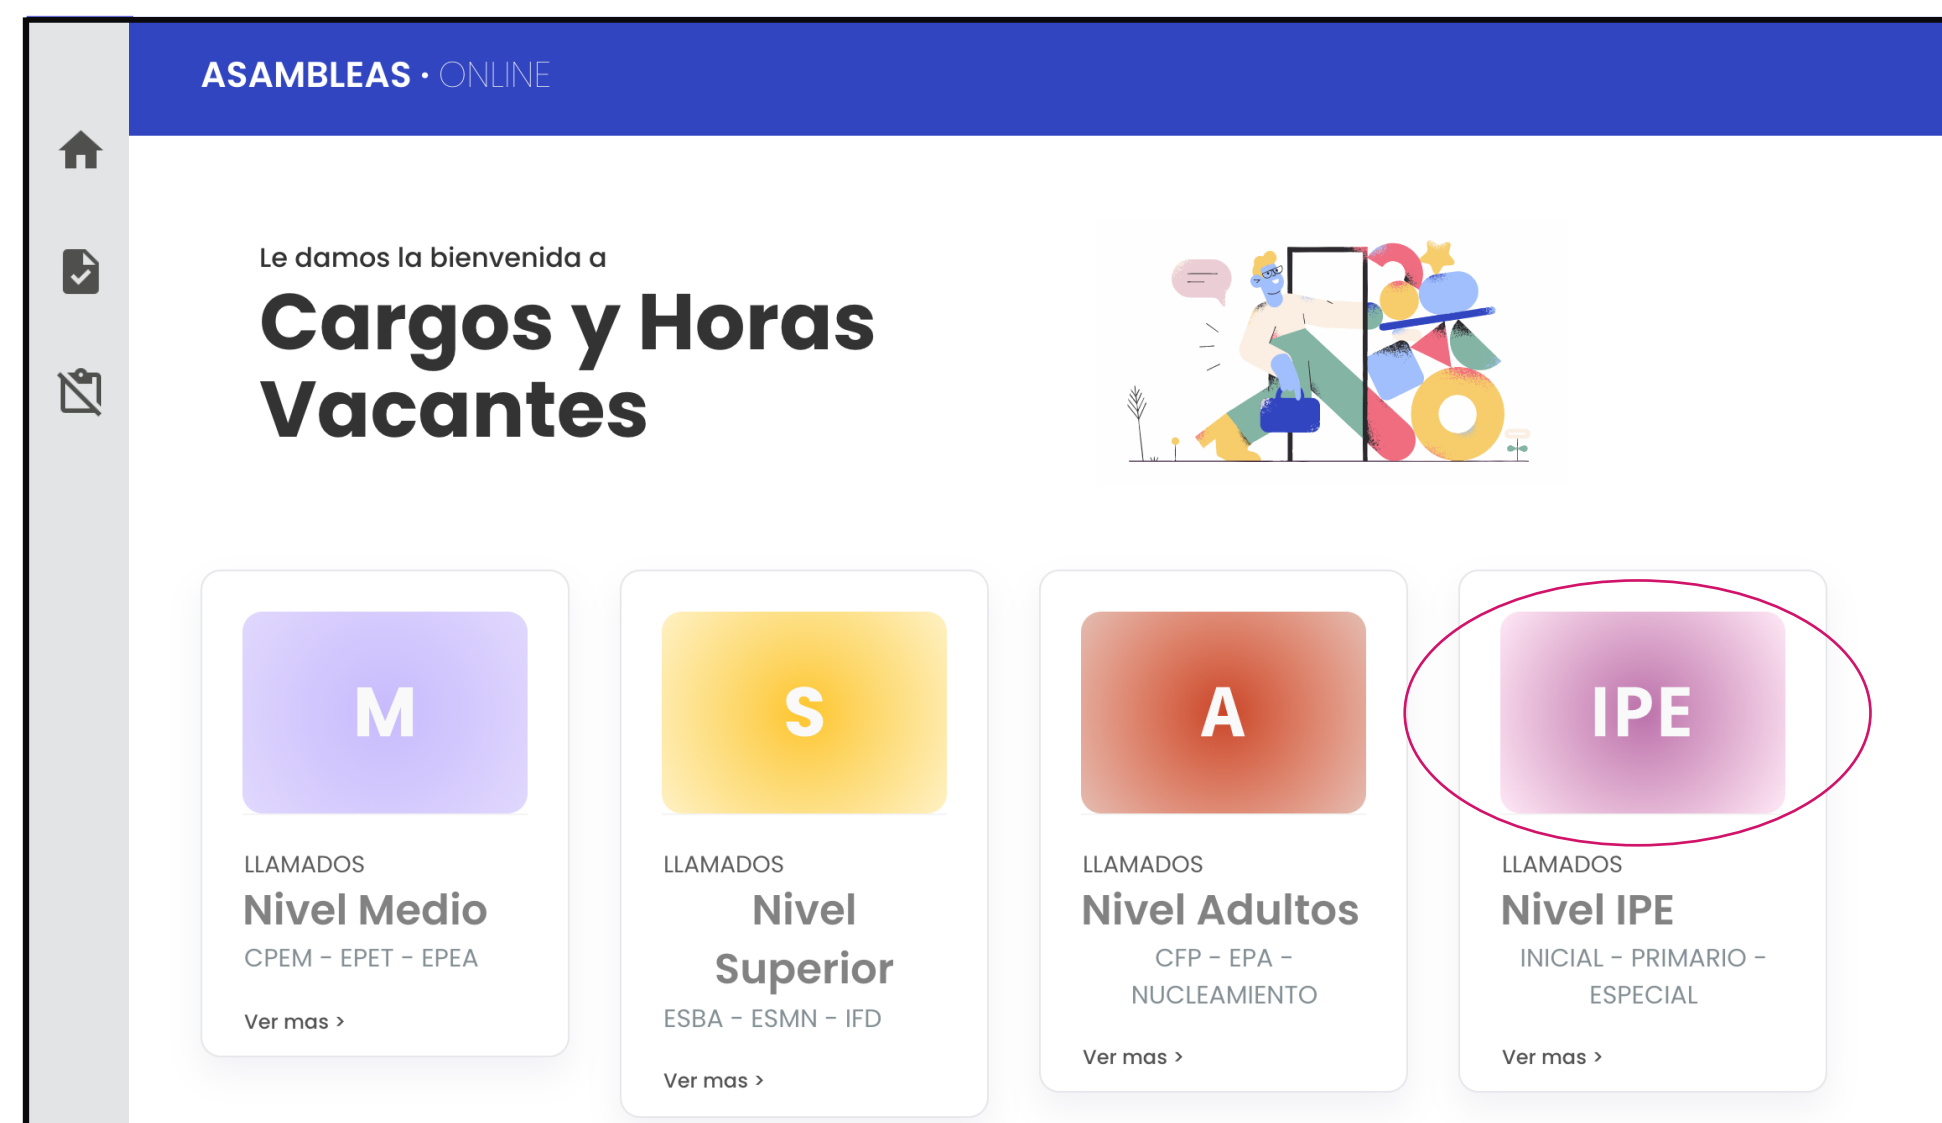 ASAMBLEAS · ONLINE
Le damos la bienvenida a
Cargos y Horas
Vacantes
M
LLAMADOS
Nivel Medio
CPEM - EPET - EPEA
Ver mas >
S
LLAMADOS
Nivel
Superior
ESBA - ESMN - IFD
Ver mas >
A
LLAMADOS
Nivel Adultos
CFP - EPA -
NUCLEAMIENTO
Ver mas >
IPE
LLAMADOS
Nivel IPE
INICIAL - PRIMARIO -
ESPECIAL
Ver mas >